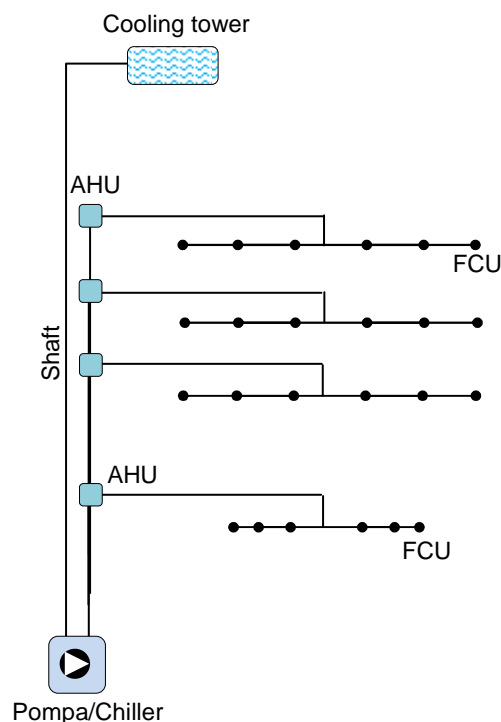 Cooling tower
AHU
FCU
Shaft
AHU
FCU
Pompa/Chiller